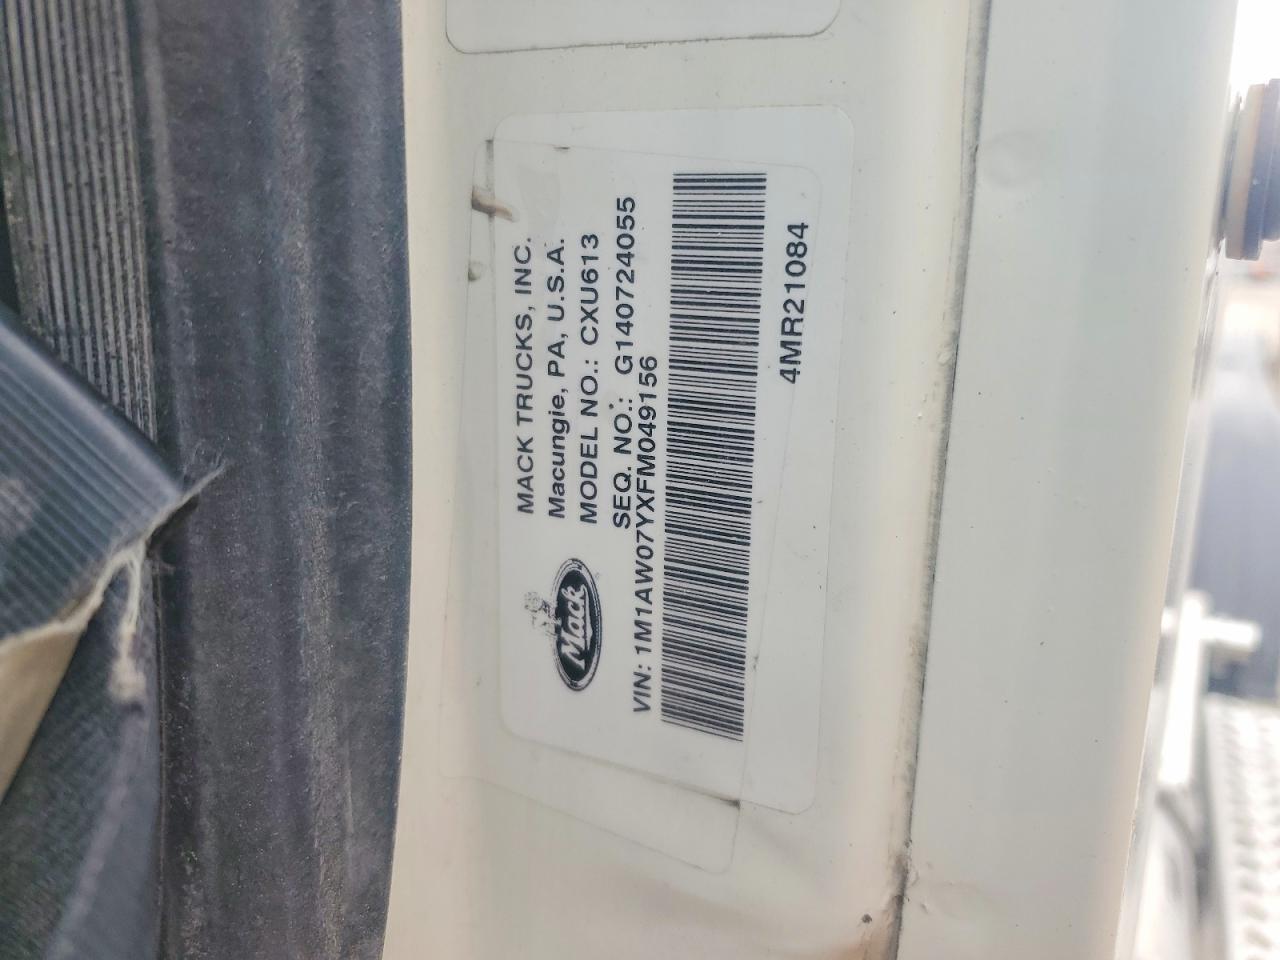 MACK TRUCKS, INC.
Macungie, PA, U.S.A.
MODEL NO.: CXU613
SEQ. NO.: G140724055
Mack
VIN: 1M1AW07YXFM049156
4MR21084